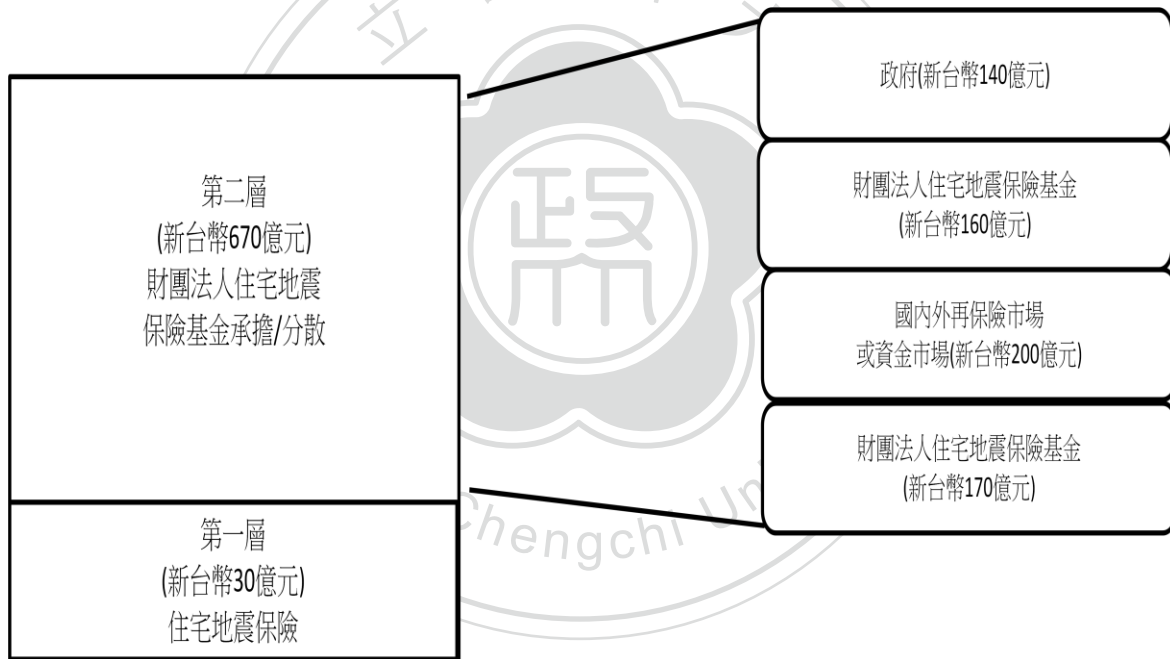 第二層
(新台幣670億元)
財團法人住宅地震
保險基金承擔/分散
第一層
(新台幣30億元)
住宅地震保險
政府(新台幣140億元)
財團法人住宅地震保險基金
(新台幣160億元)
國內外再保險市場
或資金市場(新台幣200億元)
財團法人住宅地震保險基金
(新台幣170億元)
立
政
Chengchi Un